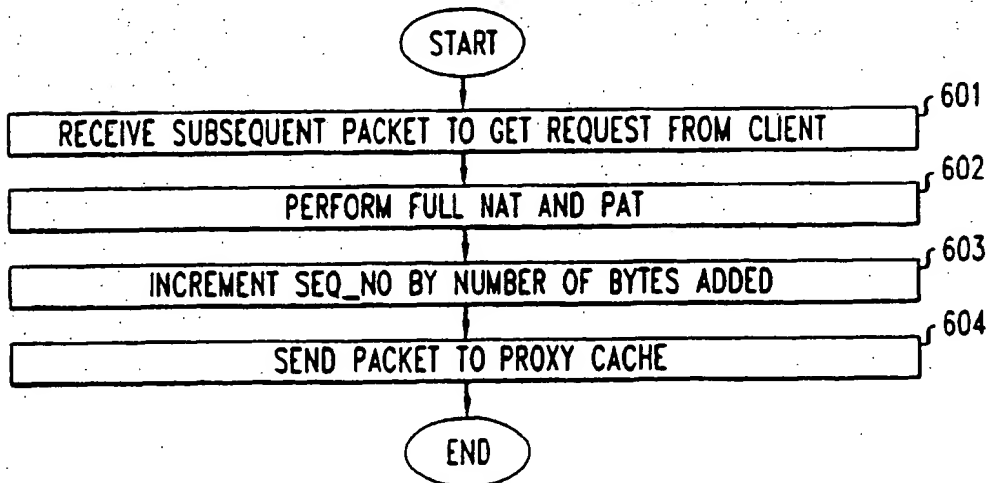 START
601
RECEIVE SUBSEQUENT PACKET TO GET REQUEST FROM CLIENT
602
PERFORM FULL NAT AND PAT
603
INCREMENT SEQ_NO BY NUMBER OF BYTES ADDED
604
SEND PACKET TO PROXY CACHE
END